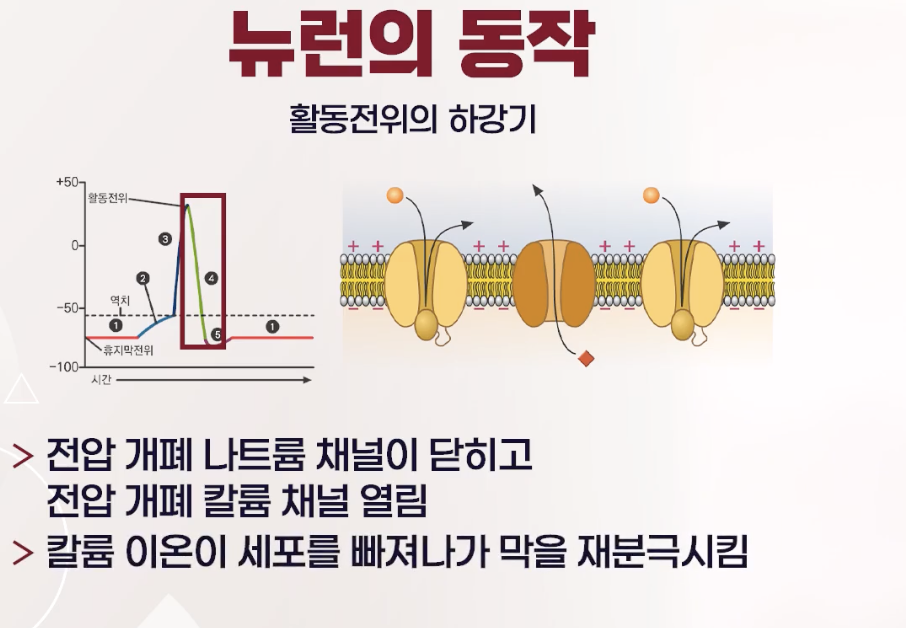 뉴런의 동작
활동전위의 하강기
+50
활동전위
0
3
2
4
-50
역치
1
5
1
휴지막전위
-100
시간
+ + + + + + + +
> 전압 개폐 나트륨 채널이 닫히고
전압 개폐 칼륨 채널 열림
> 칼륨 이온이 세포를 빠져나가 막을 재분극시킴